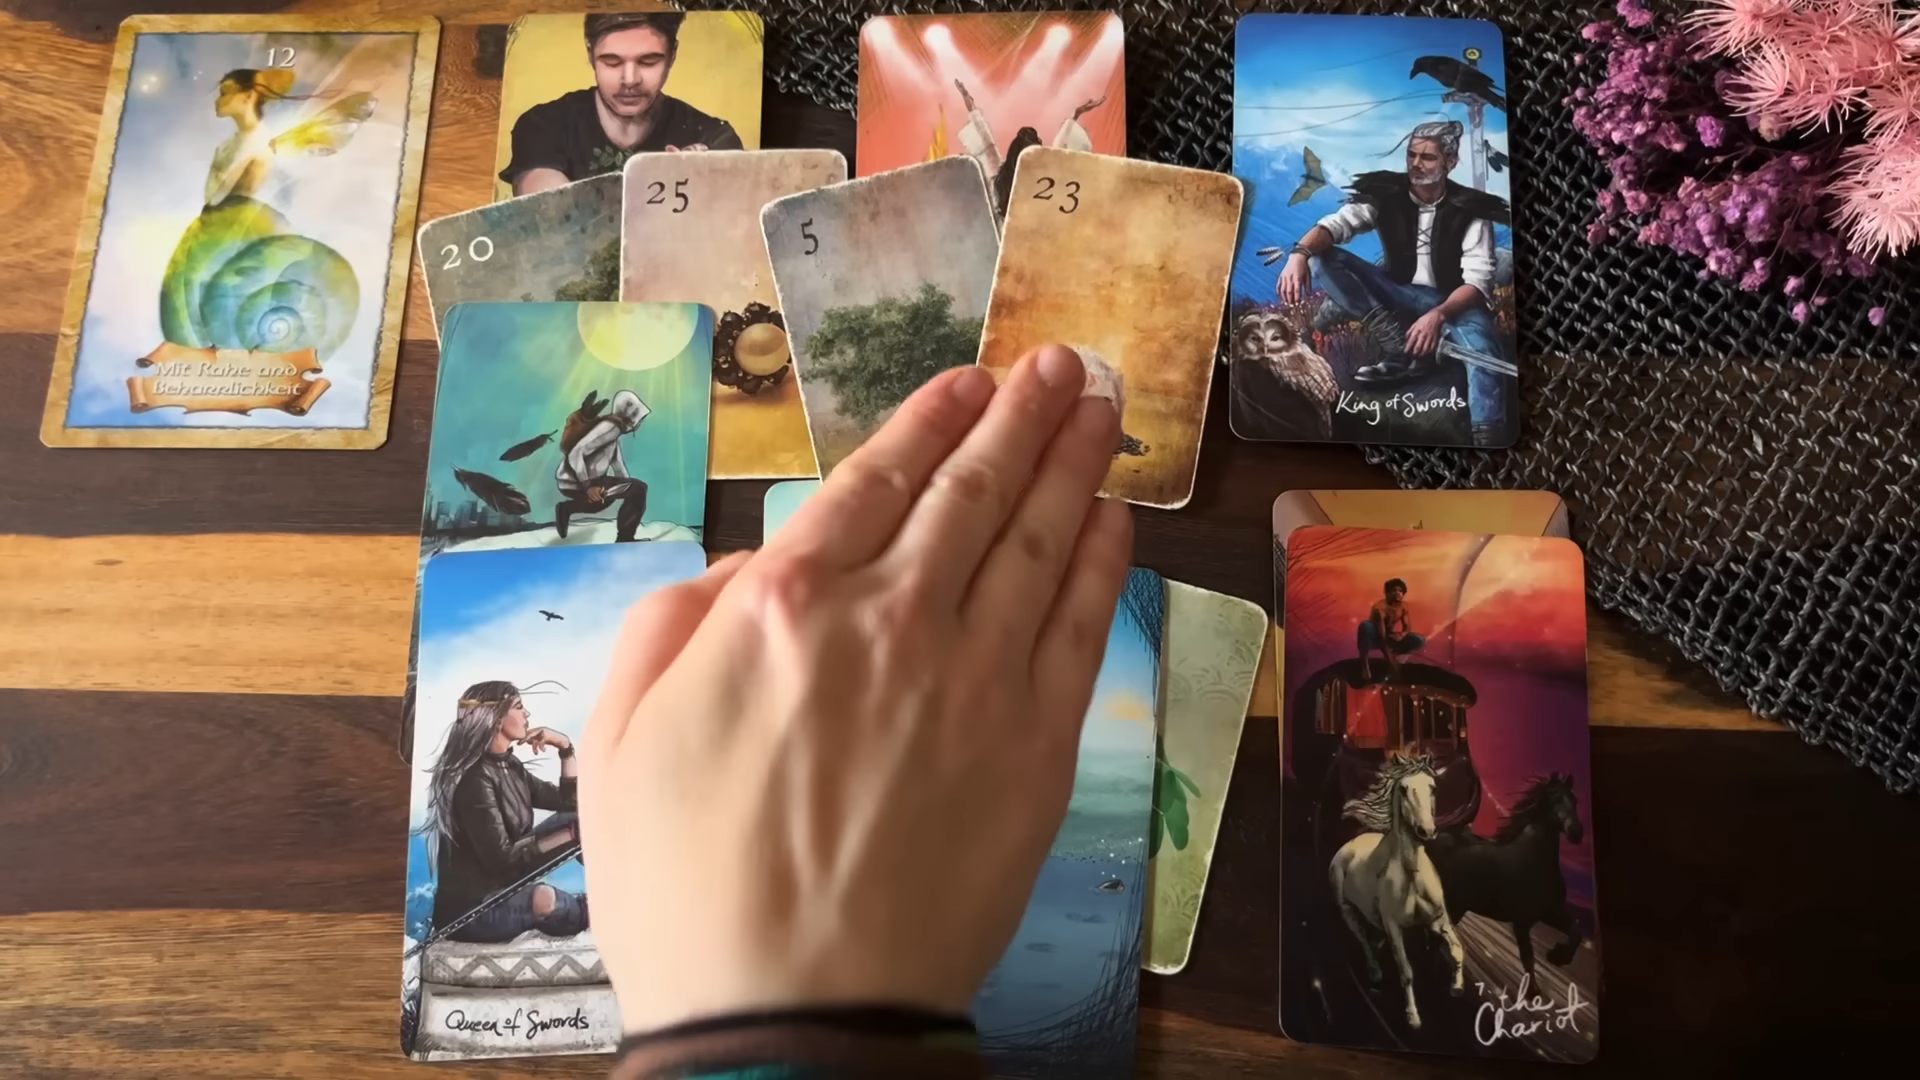 12
Mit Ruhe und
Beharrlichkeit
20
25
5
23
King of Swords
Queen of Swords
7. the
Chariot